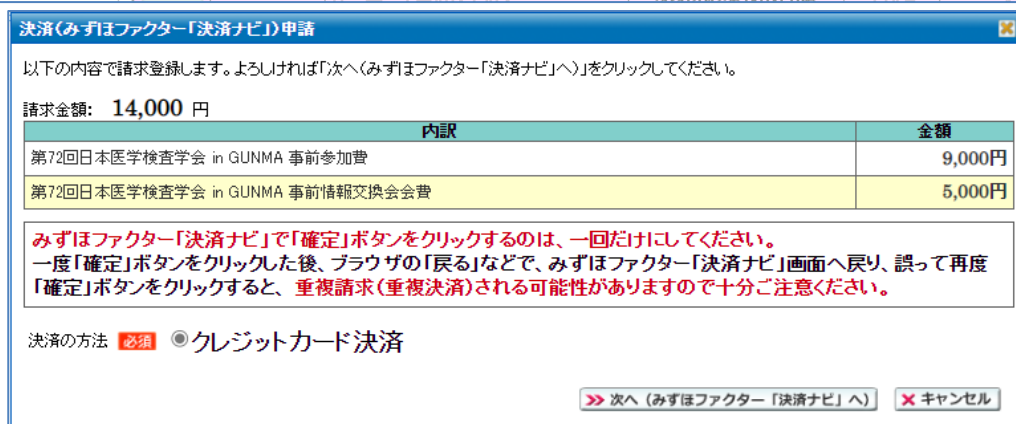 決済(みずほファクター「決済ナビ」)申請
以下の内容で請求登録します。よろしければ「次へ(みずほファクター「決済ナビ」へ)」をクリックしてください。
請求金額: 14,000 円
内訳 金額
第72回日本医学検査学会 in GUNMA 事前参加費 9,000円
第72回日本医学検査学会 in GUNMA 事前情報交換会会費 5,000円
みずほファクター「決済ナビ」で「確定」ボタンをクリックするのは、一回だけにしてください。
一度「確定」ボタンをクリックした後、ブラウザの「戻る」などで、みずほファクター「決済ナビ」画面へ戻り、誤って再度
「確定」ボタンをクリックすると、重複請求(重複決済)される可能性がありますので十分ご注意ください。
決済の方法 必須 クレジットカード決済
次へ (みずほファクター「決済ナビ」へ) キャンセル